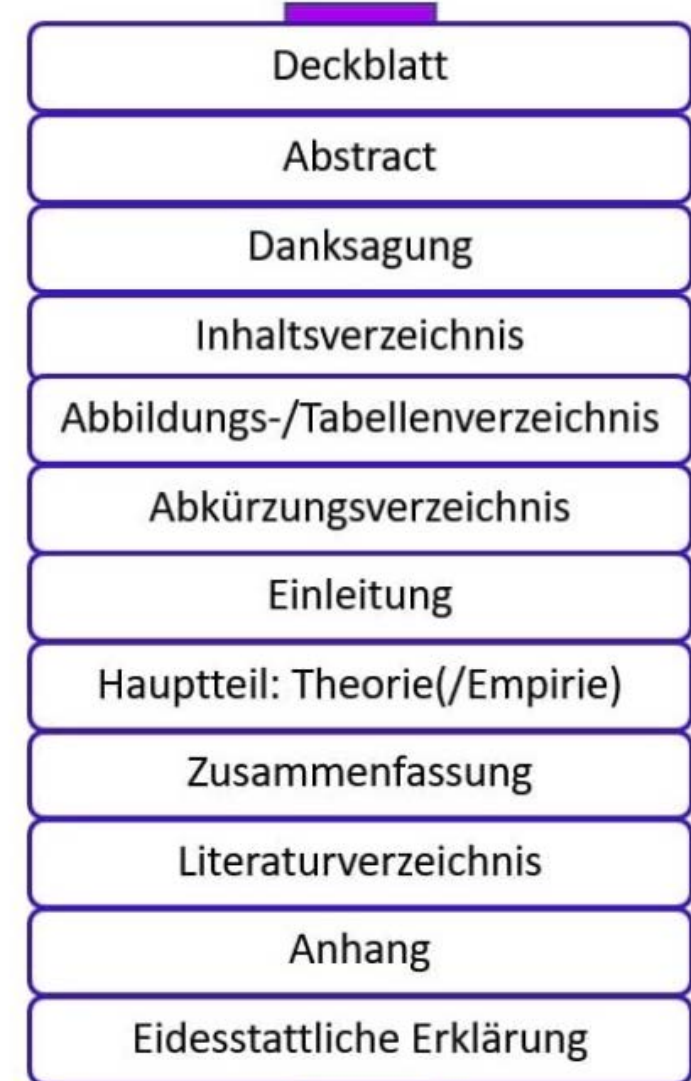 Deckblatt
Abstract
Danksagung
Inhaltsverzeichnis
Abbildungs-/Tabellenverzeichnis
Abkürzungsverzeichnis
Einleitung
Hauptteil: Theorie(/Empirie)
Zusammenfassung
Literaturverzeichnis
Anhang
Eidesstattliche Erklärung